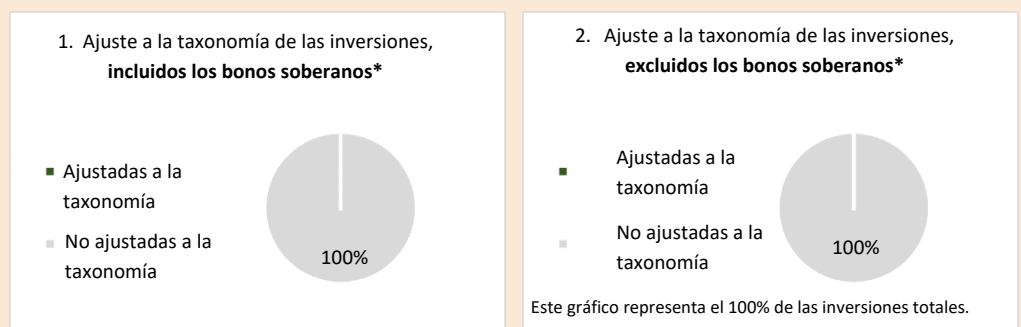 1. Ajuste a la taxonomía de las inversiones,
incluidos los bonos soberanos*
Ajustadas a la
taxonomía
No ajustadas a la
taxonomía
100%
2. Ajuste a la taxonomía de las inversiones,
excluidos los bonos soberanos*
Ajustadas a la
taxonomía
No ajustadas a la
taxonomía
100%
Este gráfico representa el 100% de las inversiones totales.